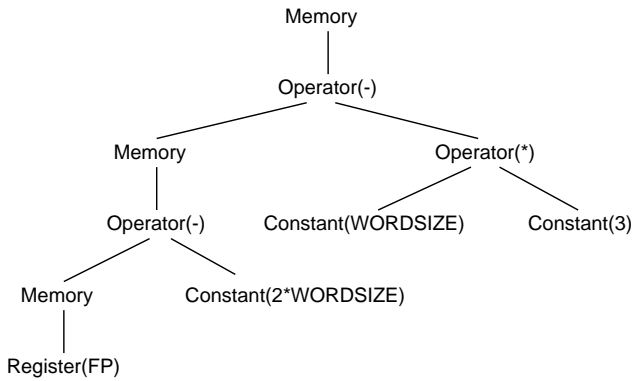 Memory
Operator(-)
Memory
Operator(*)
Operator(-)
Constant(WORDSIZE)
Constant(3)
Memory
Constant(2*WORDSIZE)
Register(FP)